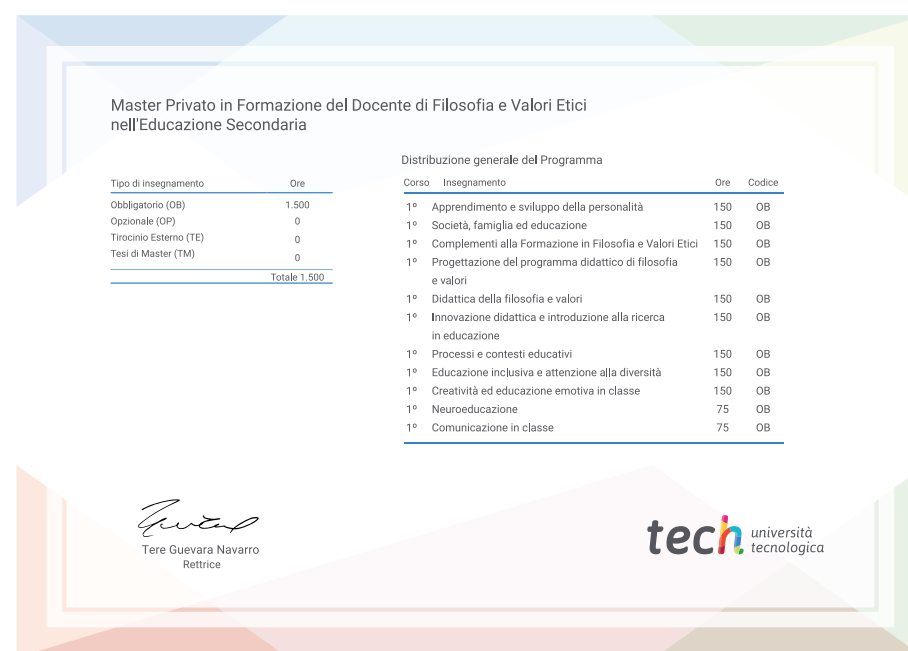 Master Privato in Formazione del Docente di Filosofia e Valori Etici
nell'Educazione Secondaria
Tipo di insegnamento Ore
Obbligatorio (OB) 1.500
Opzionale (OP) 0
Tirocinio Esterno (TE) 0
Tesi di Master (TM) 0
Totale 1.500
Distribuzione generale del Programma
Corso Insegnamento Ore Codice
1º Apprendimento e sviluppo della personalità 150 OB
1º Società, famiglia ed educazione 150 OB
1º Complementi alla Formazione in Filosofia e Valori Etici 150 OB
1º Progettazione del programma didattico di filosofia 150 OB
e valori
1º Didattica della filosofia e valori 150 OB
1º Innovazione didattica e introduzione alla ricerca 150 OB
in educazione
1º Processi e contesti educativi 150 OB
1º Educazione inclusiva e attenzione alla diversità 150 OB
1º Creatività ed educazione emotiva in classe 150 OB
1º Neuroeducazione 75 OB
1º Comunicazione in classe 75 OB
Tere Guevara Navarro
Rettrice
tech università
tecnologica